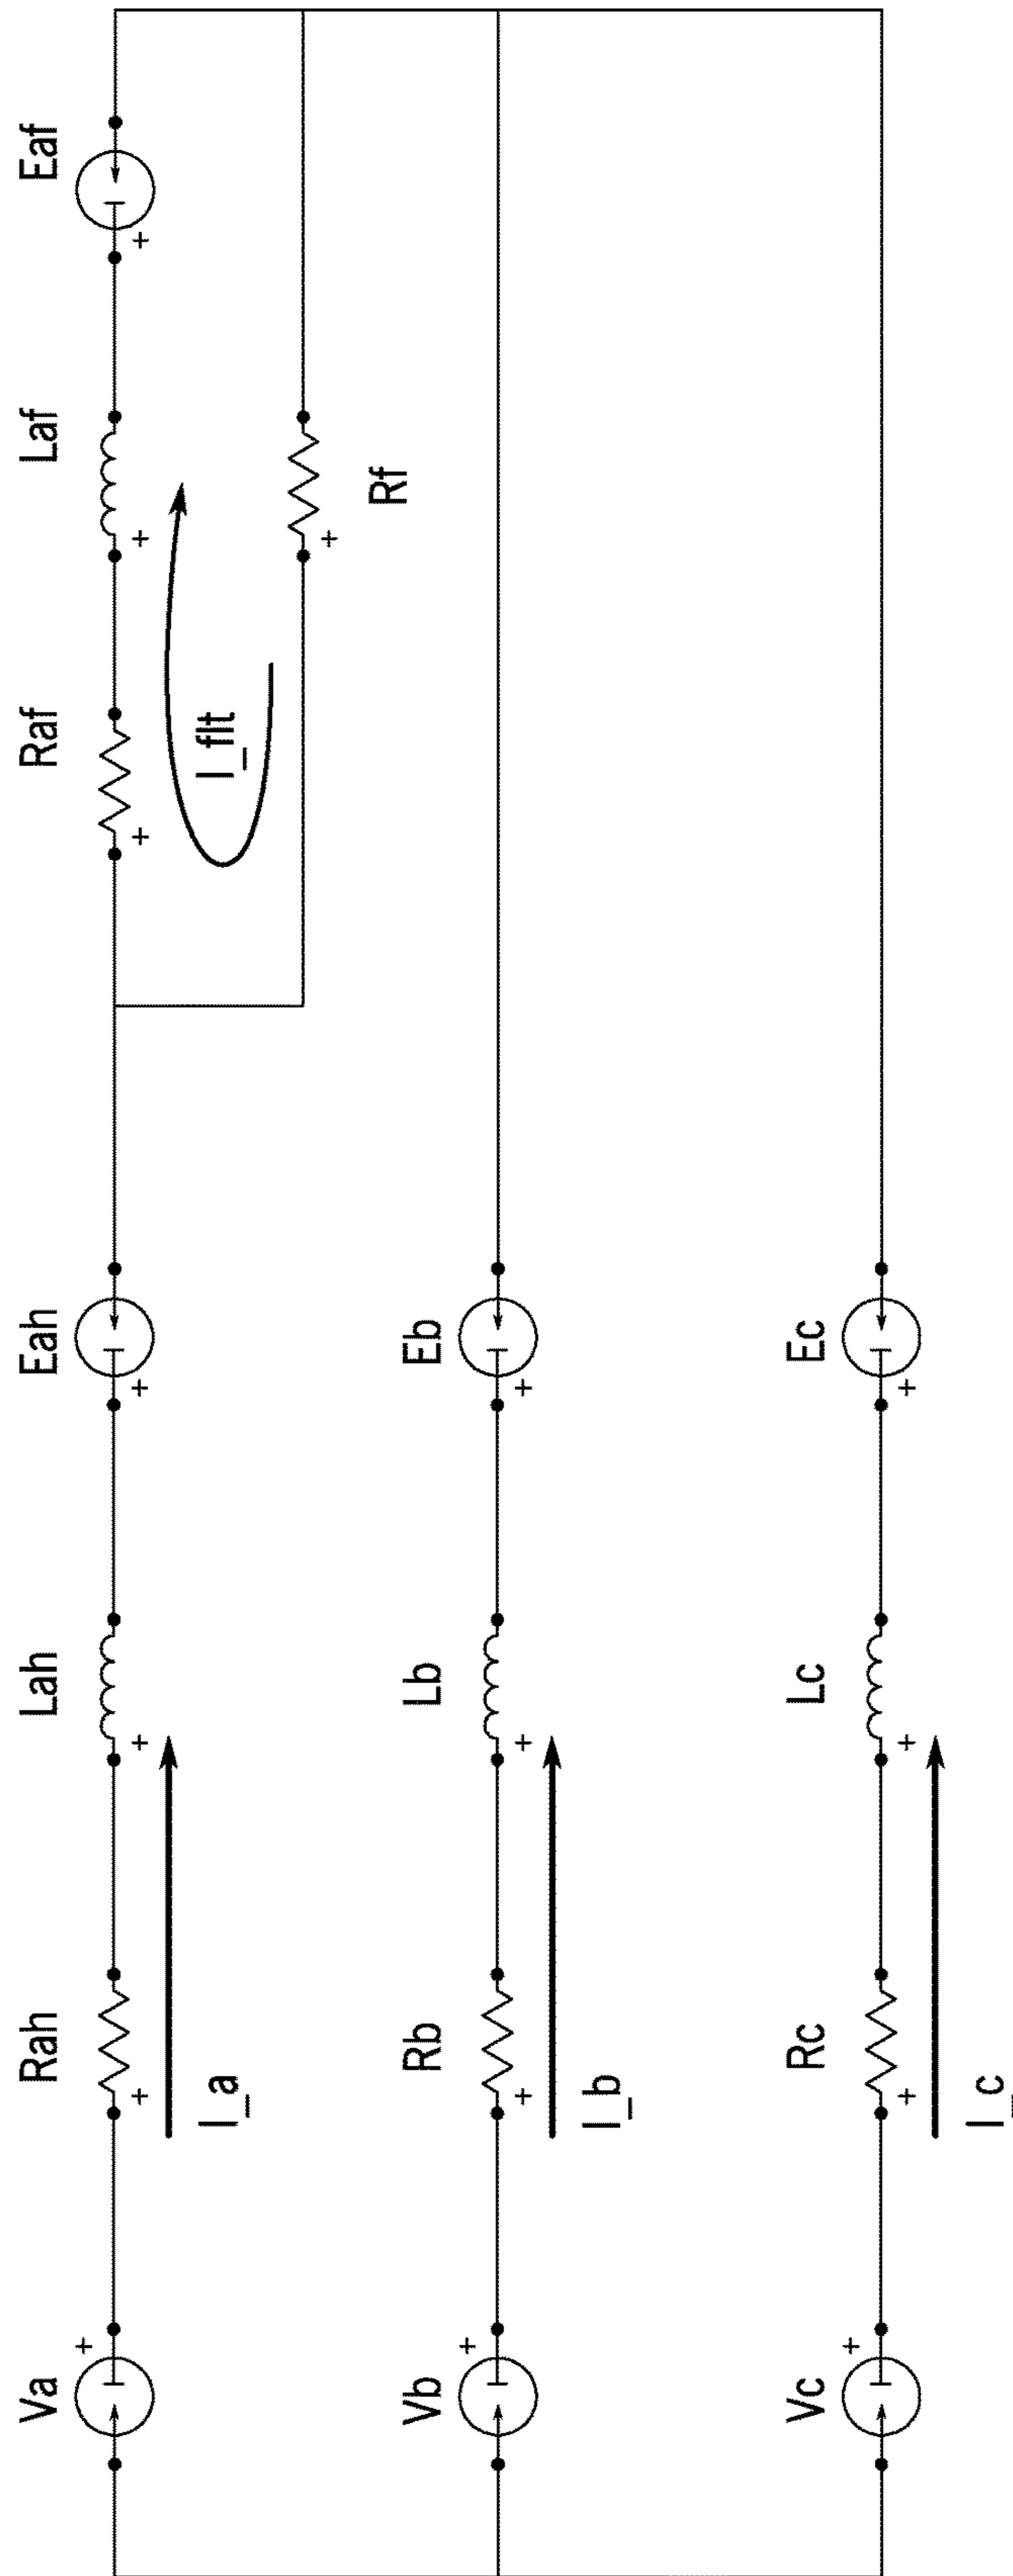 Va
Rah
Lah
Eah
Raf
Laf
Eaf
+
+
+
+
+
+
+
I_a
I_flt
+
Rf
Vb
Rb
Lb
Eb
+
+
+
+
I_b
Vc
Rc
Lc
Ec
+
+
+
+
I_c